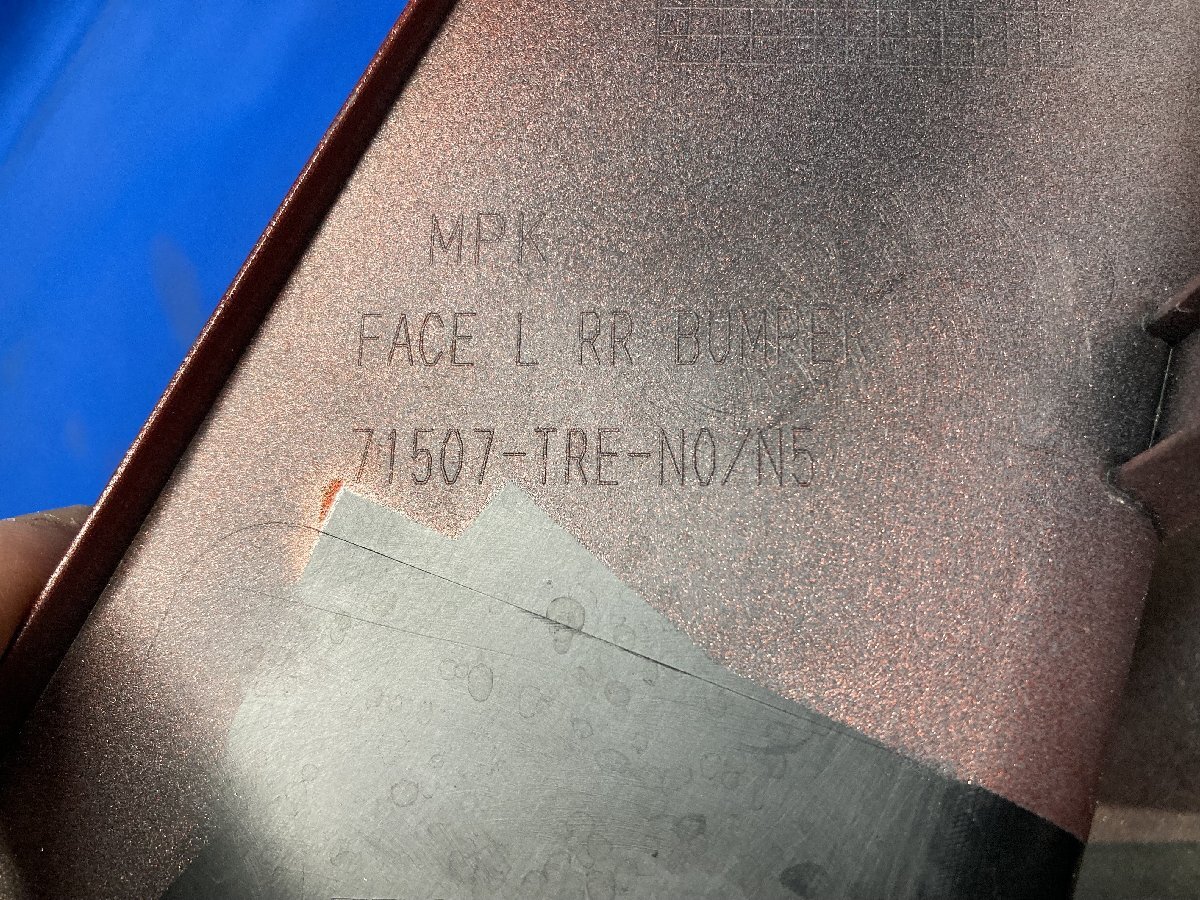 MPK
FACE L RR BUMPER
71507-TRE-N0/N5